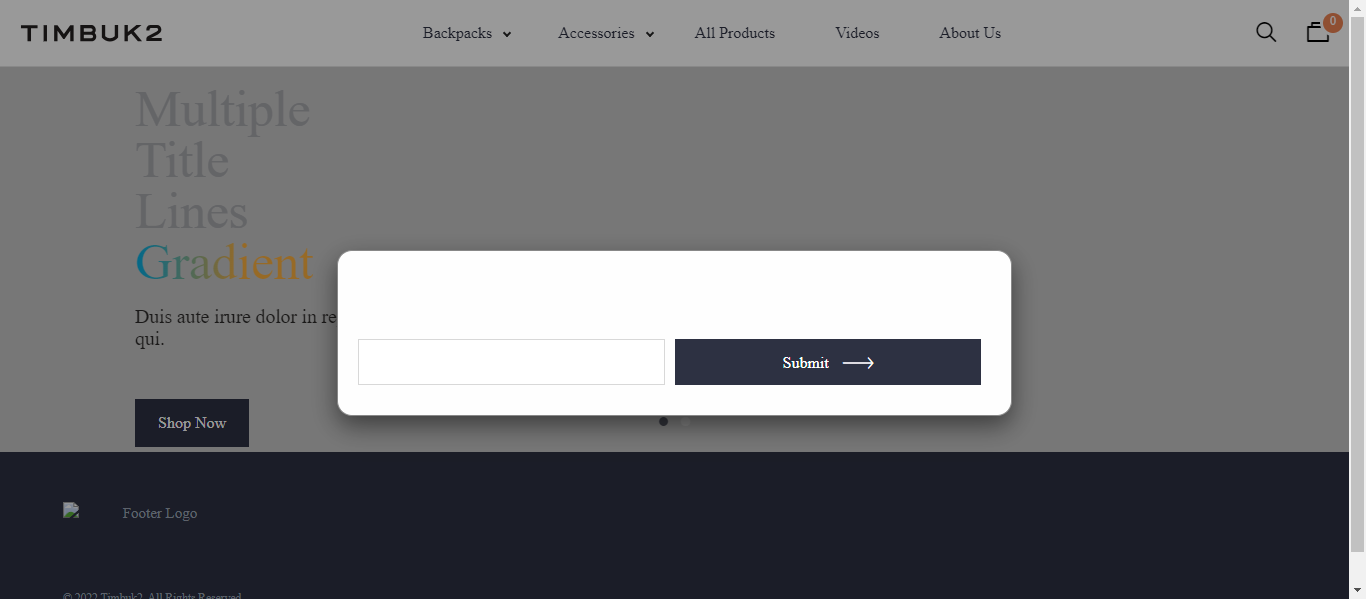 TIMBUK2
Backpacks Accessories All Products Videos About Us
0
Multiple
Title
Lines
Gradient
Duis aute irure dolor in re
qui.
Submit
Shop Now
Footer Logo
© 2022 Timbuk2. All Rights Reserved